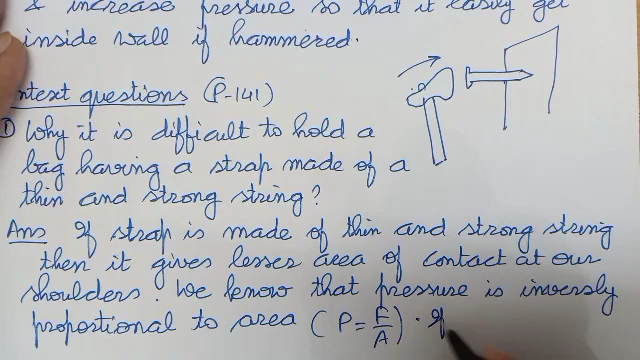 & increase pressure so that it easily get
inside wall if hammered.
ntext questions (P-141)
① Why it is difficult to hold a
bag having a strap made of a
thin and strong string?
Ans If strap is made of thin and strong string
then it gives lesser area of contact at our
shoulders. We know that pressure is inversly
proportional to area (P = F/A). If